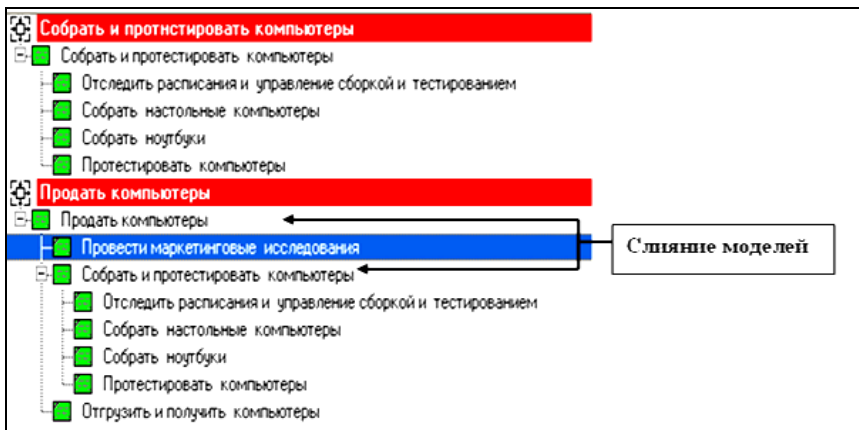 Собрать и протнстировать компьютеры
Собрать и протестировать компьютеры
Отследить расписания и управление сборкой и тестированием
Собрать настольные компьютеры
Собрать ноутбуки
Протестировать компьютеры
Продать компьютеры
Продать компьютеры
Провести маркетинговые исследования
Слияние моделей
Собрать и протестировать компьютеры
Отследить расписания и управление сборкой и тестированием
Собрать настольные компьютеры
Собрать ноутбуки
Протестировать компьютеры
Отгрузить и получить компьютеры